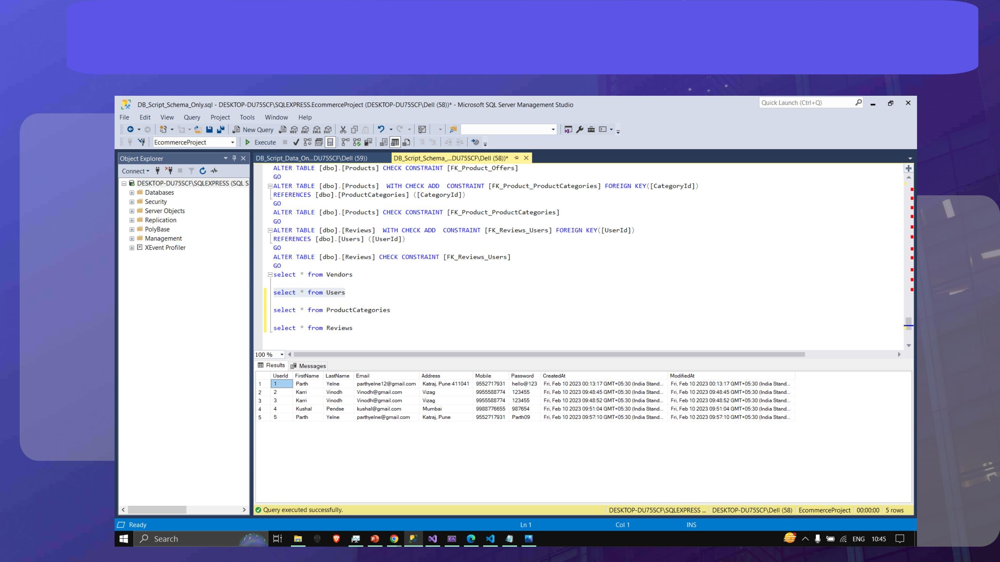 DB_Script_Schema_Only.sql - DESKTOP-DU75SCF\SQLEXPRESS.EcommerceProject (DESKTOP-DU75SCF\Dell (58))* - Microsoft SQL Server Management Studio
Quick Launch (Ctrl+Q)
File Edit View Query Project Tools Window Help
New Query MDX DMX XMLA DAX
EcommerceProject Execute
Object Explorer
Connect
DESKTOP-DU75SCF\SQLEXPRESS (SQL S
Databases
Security
Server Objects
Replication
PolyBase
Management
XEvent Profiler
DB_Script_Data_On...DU75SCF\Dell (59)) DB_Script_Schema_...DU75SCF\Dell (58))*
ALTER TABLE [dbo].[Products] CHECK CONSTRAINT [FK_Product_Offers]
GO
ALTER TABLE [dbo].[Products]  WITH CHECK ADD  CONSTRAINT [FK_Product_ProductCategories] FOREIGN KEY([CategoryId])
REFERENCES [dbo].[ProductCategories] ([CategoryId])
GO
ALTER TABLE [dbo].[Products] CHECK CONSTRAINT [FK_Product_ProductCategories]
GO
ALTER TABLE [dbo].[Reviews]  WITH CHECK ADD  CONSTRAINT [FK_Reviews_Users] FOREIGN KEY([UserId])
REFERENCES [dbo].[Users] ([UserId])
GO
ALTER TABLE [dbo].[Reviews] CHECK CONSTRAINT [FK_Reviews_Users]
GO
select * from Vendors
select * from Users
select * from ProductCategories
select * from Reviews
100 %
Results Messages
UserId FirstName LastName Email Address Mobile Password CreatedAt ModifiedAt
1 1 Parth Yelne parthyelne12@gmail.com Katraj, Pune 411041 9552717931 hello@123 Fri, Feb 10 2023 00:13:17 GMT+05:30 (India Stand... Fri, Feb 10 2023 00:13:17 GMT+05:30 (India Stand...
2 2 Karri Vinodh Vinodh@gmail.com Vizag 9955588774 123455 Fri, Feb 10 2023 09:48:45 GMT+05:30 (India Stand... Fri, Feb 10 2023 09:48:45 GMT+05:30 (India Stand...
3 3 Karri Vinodh Vinodh@gmail.com Vizag 9955588774 123455 Fri, Feb 10 2023 09:48:52 GMT+05:30 (India Stand... Fri, Feb 10 2023 09:48:52 GMT+05:30 (India Stand...
4 4 Kushal Pendse kushal@gmail.com Mumbai 9988776655 987654 Fri, Feb 10 2023 09:51:04 GMT+05:30 (India Stand... Fri, Feb 10 2023 09:51:04 GMT+05:30 (India Stand...
5 5 Parth Yelne parthyelne@gmail.com Katraj, Pune 9552717931 Parth09 Fri, Feb 10 2023 09:57:10 GMT+05:30 (India Stand... Fri, Feb 10 2023 09:57:10 GMT+05:30 (India Stand...
Query executed successfully. DESKTOP-DU75SCF\SQLEXPRESS ... DESKTOP-DU75SCF\Dell (58) EcommerceProject 00:00:00 5 rows
Ready Ln 1 Col 1 INS
Search ENG 10:45